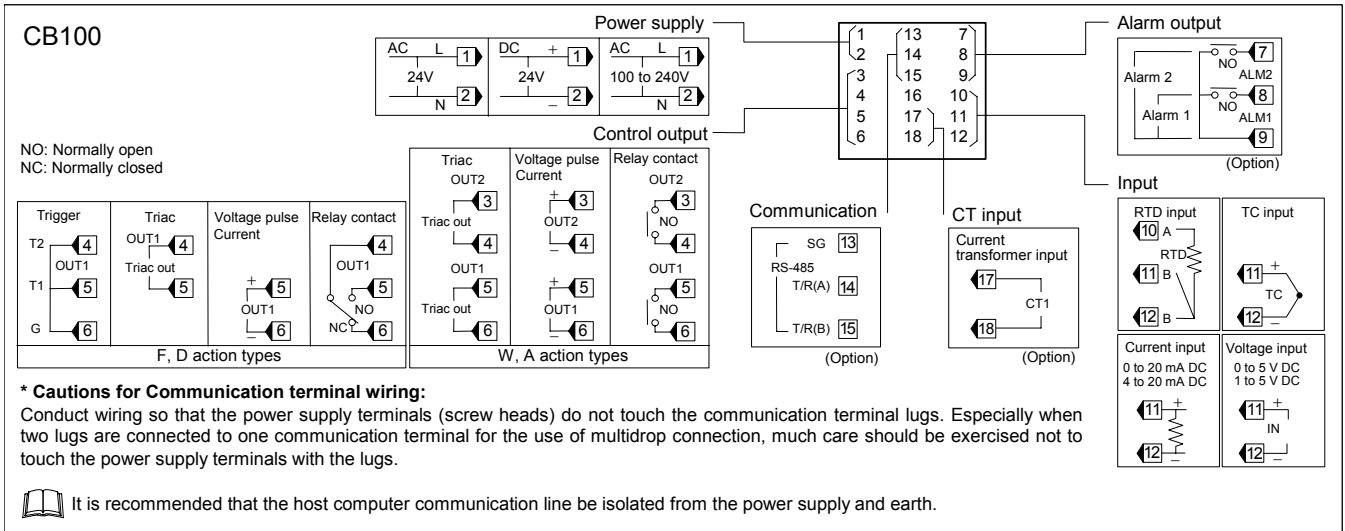 CB100
Power supply
AC L 1
24V
N 2
DC + 1
24V
− 2
AC L 1
100 to 240V
N 2
1 13 7
2 14 8
3 15 9
4 16 10
5 17 11
6 18 12
Alarm output
Alarm 2 NO 7
ALM2
Alarm 1 NO 8
ALM1
9
(Option)
Control output
NO: Normally open
NC: Normally closed
Trigger
T2 4
OUT1
T1 5
G 6
Triac
OUT1 4
Triac out
5
Voltage pulse
Current
+ 5
OUT1
− 6
Relay contact
4
OUT1
5
NO
NC 6
F, D action types
Triac
OUT2
3
Triac out
4
OUT1
5
Triac out
6
Voltage pulse
Current
+ 3
OUT2
− 4
+ 5
OUT1
− 6
Relay contact
OUT2
3
NO
4
OUT1
5
NO
6
W, A action types
Communication
SG 13
RS-485
T/R(A) 14
T/R(B) 15
(Option)
CT input
Current
transformer input
17
CT1
18
(Option)
Input
RTD input
10 A
RTD
11 B
12 B
TC input
11 +
TC
12 −
Current input
0 to 20 mA DC
4 to 20 mA DC
11 +
12 −
Voltage input
0 to 5 V DC
1 to 5 V DC
11 +
IN
12 −
* Cautions for Communication terminal wiring:
Conduct wiring so that the power supply terminals (screw heads) do not touch the communication terminal lugs. Especially when
two lugs are connected to one communication terminal for the use of multidrop connection, much care should be exercised not to
touch the power supply terminals with the lugs.
It is recommended that the host computer communication line be isolated from the power supply and earth.